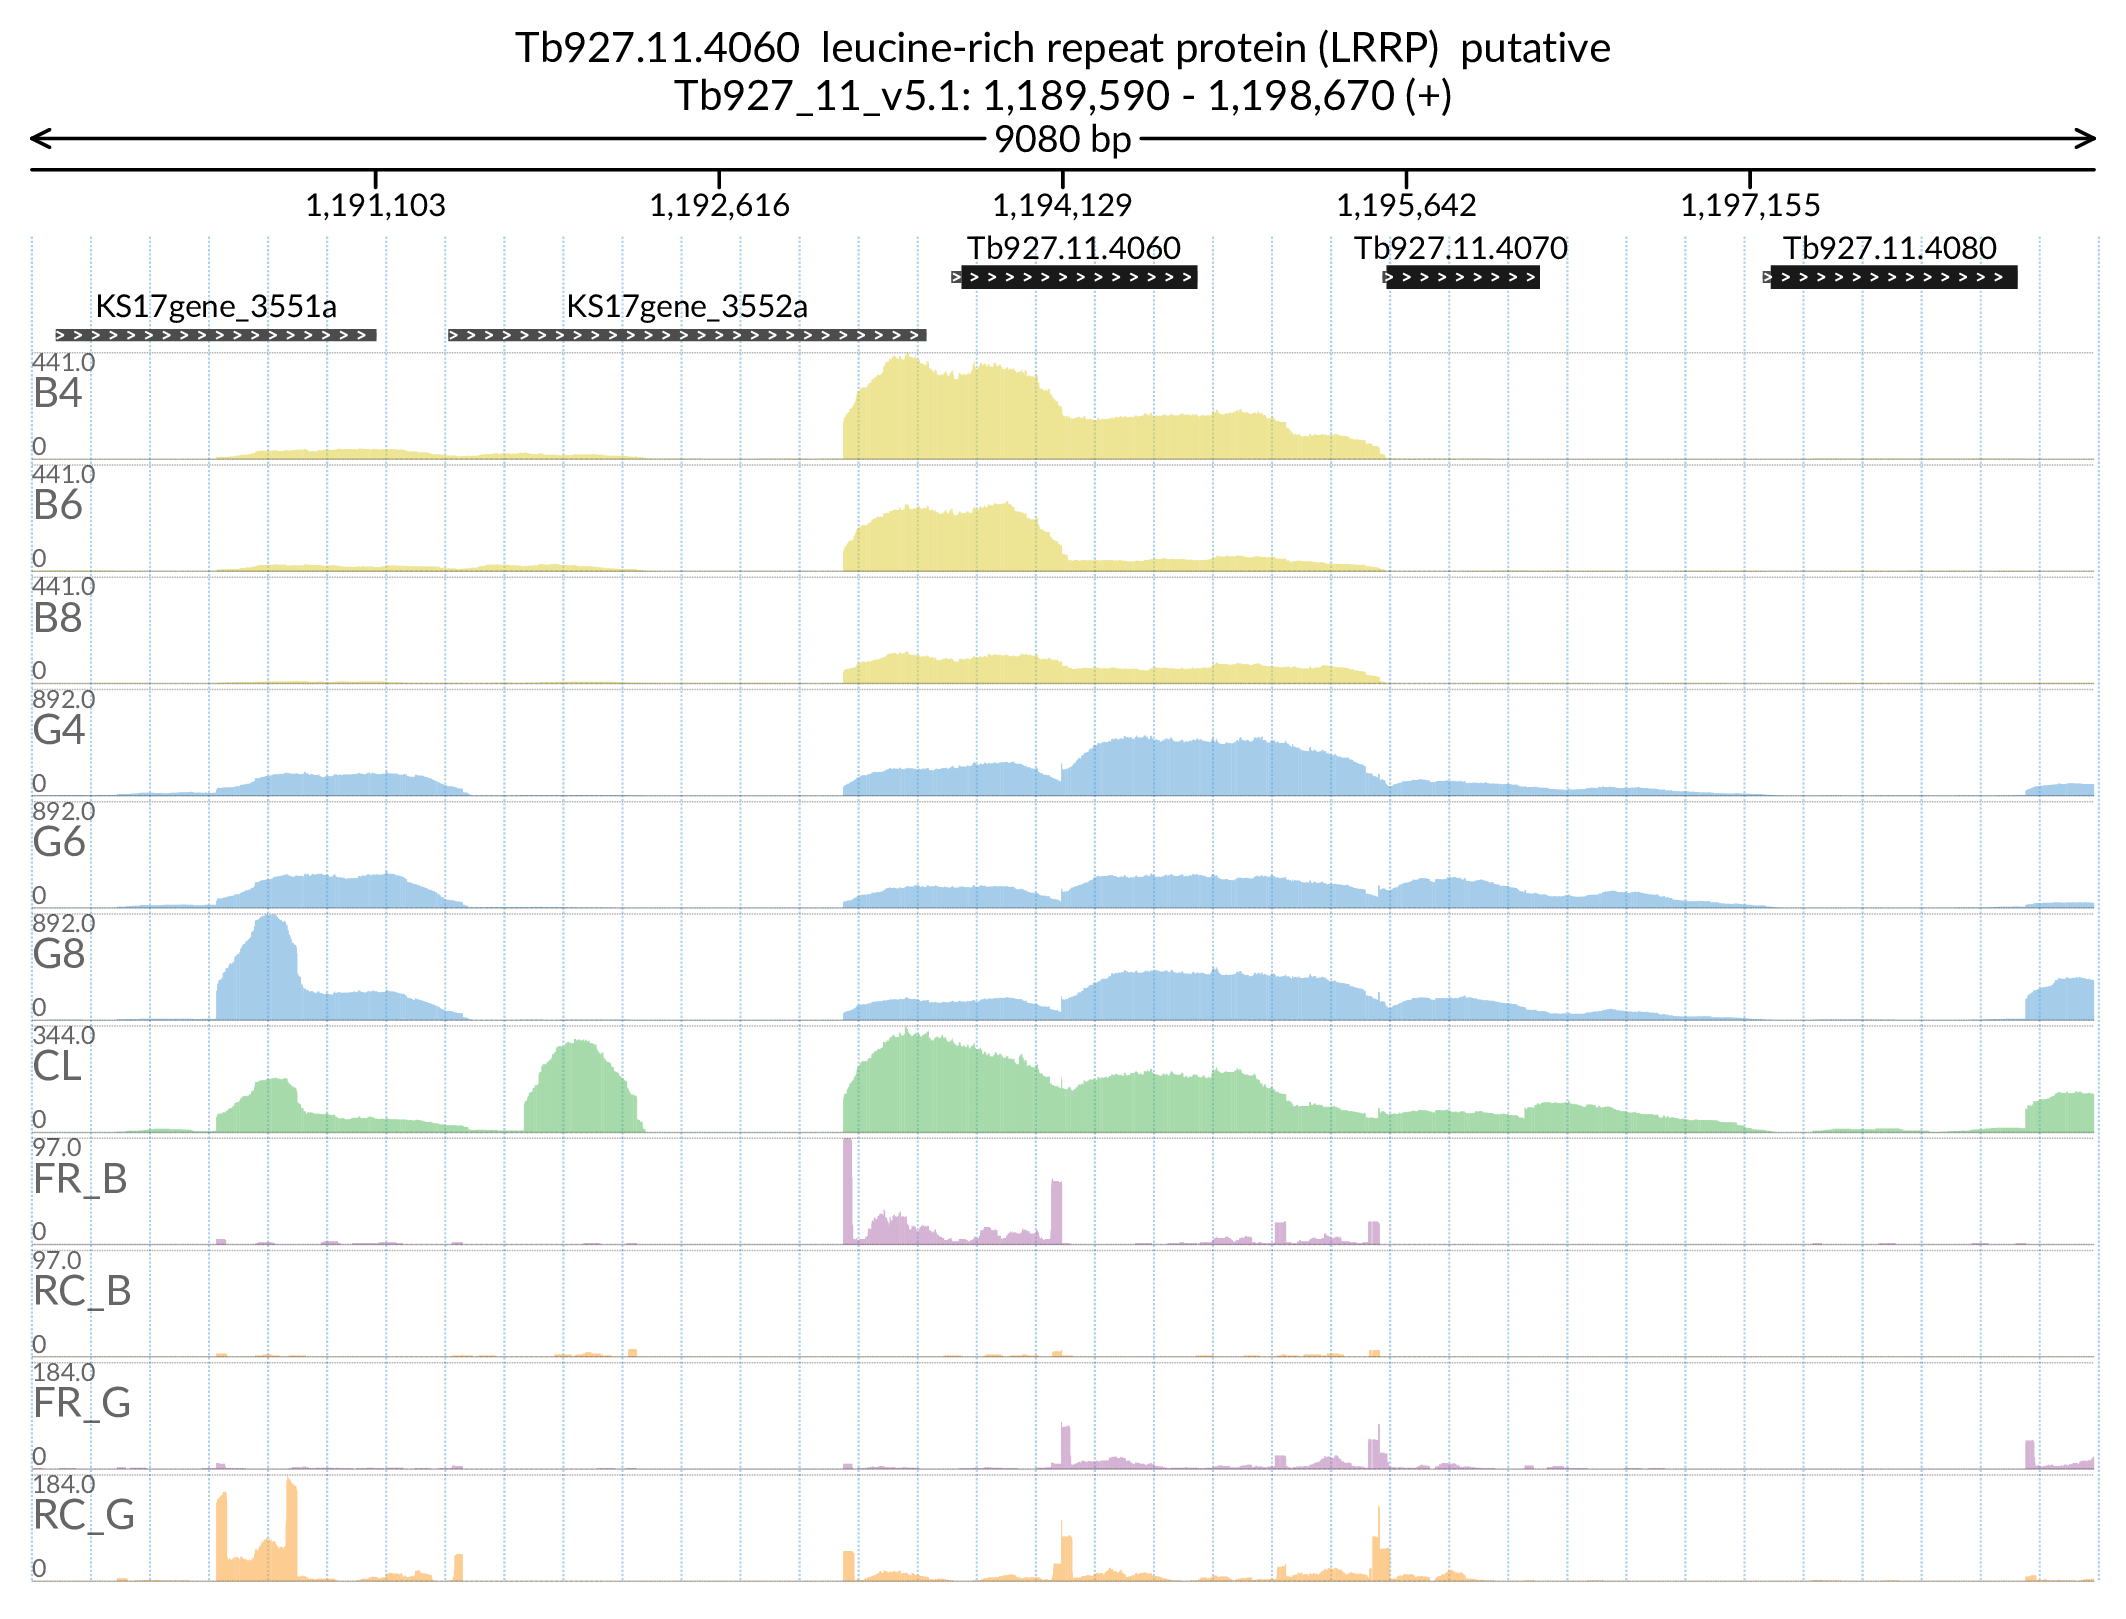 Tb927.11.4060 leucine-rich repeat protein (LRRP) putative
Tb927_11_v5.1: 1,189,590 - 1,198,670 (+)
9080 bp
1,191,103 1,192,616 1,194,129 1,195,642 1,197,155
Tb927.11.4060 Tb927.11.4070 Tb927.11.4080
KS17gene_3551a KS17gene_3552a
441.0
B4
0
441.0
B6
0
441.0
B8
0
892.0
G4
0
892.0
G6
0
892.0
G8
0
344.0
CL
0
97.0
FR_B
0
97.0
RC_B
0
184.0
FR_G
0
184.0
RC_G
0